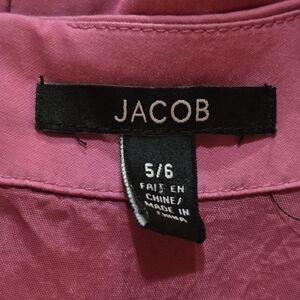 JACOB
5/6
FAIT EN
CHINE/
MADE IN
CHINA